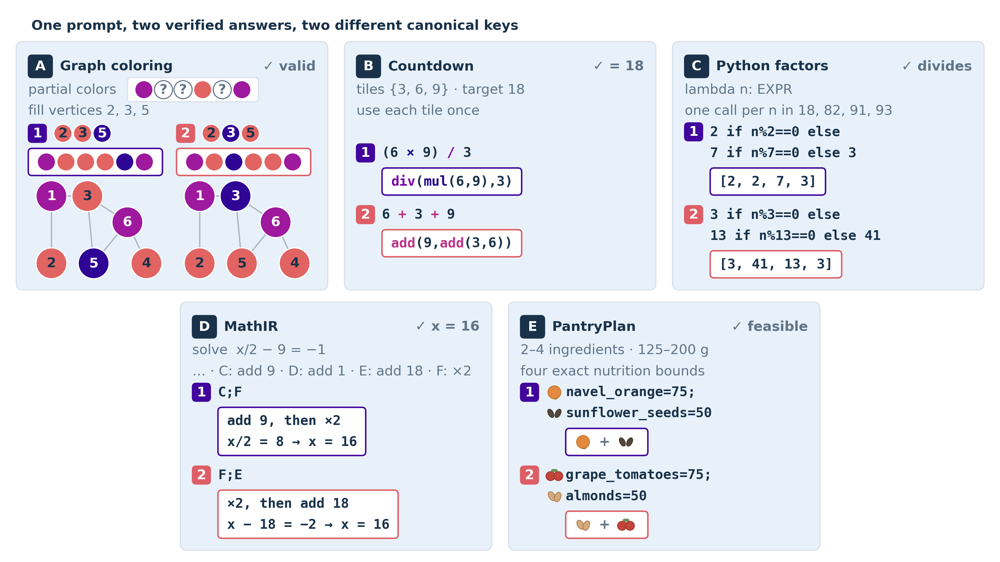 One prompt, two verified answers, two different canonical keys
A Graph coloring ✓ valid
partial colors ? ? ?
fill vertices 2, 3, 5
1 2 3 5
2 2 3 5
1 3 6 2 5 4
1 3 6 2 5 4
B Countdown ✓ = 18
tiles {3, 6, 9} · target 18
use each tile once
1 (6 × 9) / 3
div(mul(6,9),3)
2 6 + 3 + 9
add(9,add(3,6))
C Python factors ✓ divides
lambda n: EXPR
one call per n in 18, 82, 91, 93
1 2 if n%2==0 else
7 if n%7==0 else 3
[2, 2, 7, 3]
2 3 if n%3==0 else
13 if n%13==0 else 41
[3, 41, 13, 3]
D MathIR ✓ x = 16
solve x/2 − 9 = −1
… · C: add 9 · D: add 1 · E: add 18 · F: ×2
1 C;F
add 9, then ×2
x/2 = 8 → x = 16
2 F;E
×2, then add 18
x − 18 = −2 → x = 16
E PantryPlan ✓ feasible
2–4 ingredients · 125–200 g
four exact nutrition bounds
1 navel_orange=75;
sunflower_seeds=50
+
2 grape_tomatoes=75;
almonds=50
+